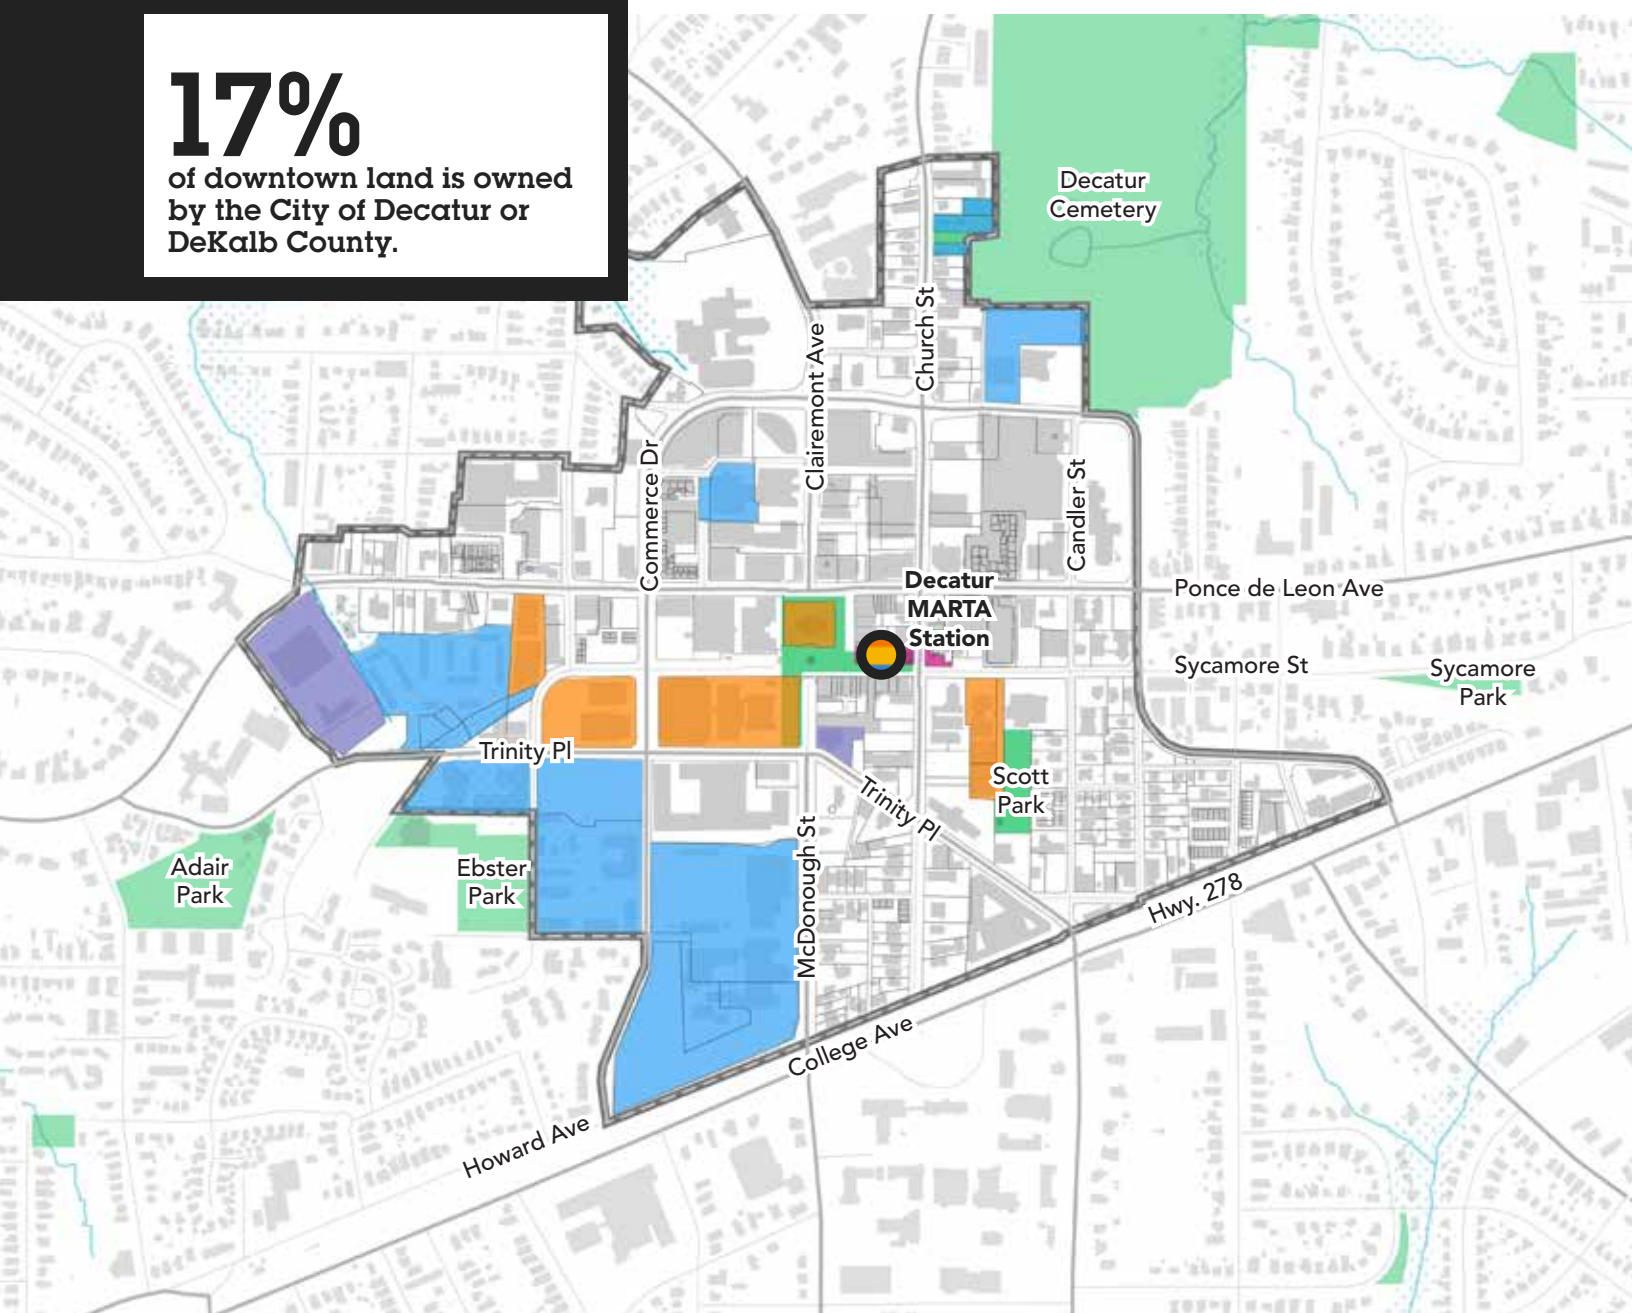 17%
of downtown land is owned
by the City of Decatur or
DeKalb County.
Decatur
Cemetery
Church St
Clairemont Ave
Commerce Dr
Candler St
Decatur
MARTA
Station
Ponce de Leon Ave
Sycamore St
Sycamore
Park
Trinity Pl
Scott
Park
Trinity Pl
Adair
Park
Ebster
Park
McDonough St
Hwy. 278
College Ave
Howard Ave